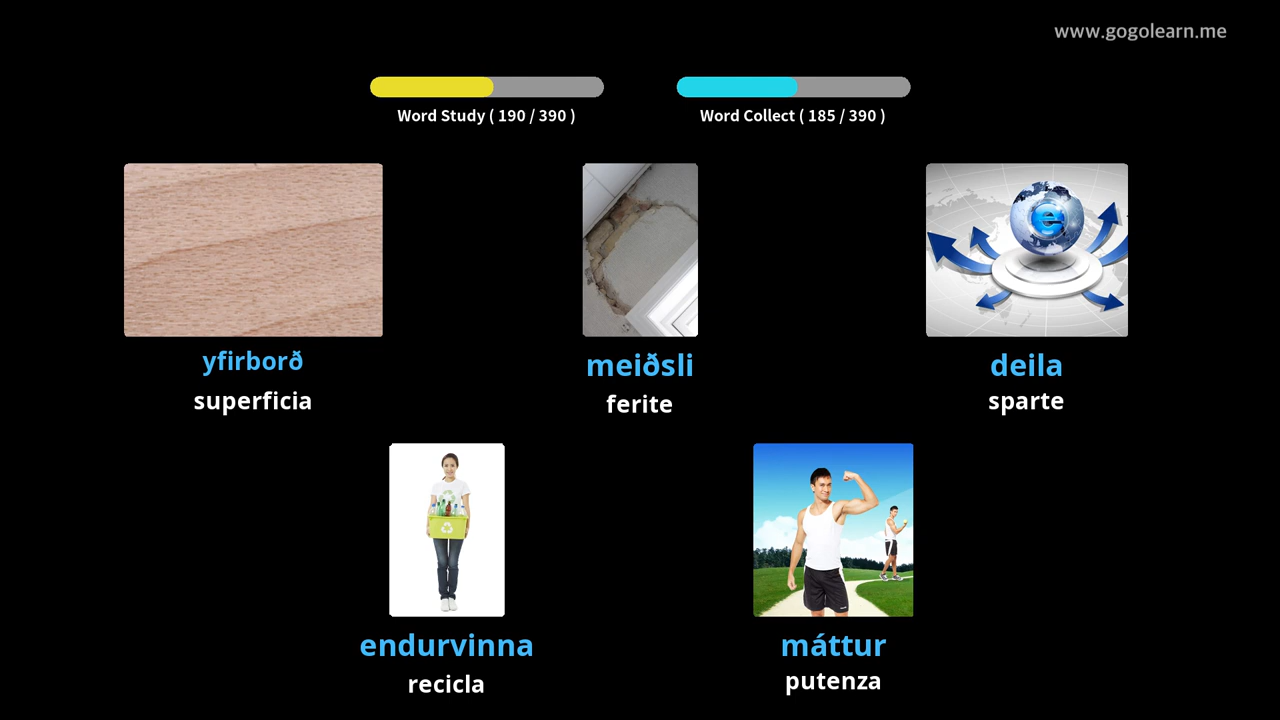 www.gogolearn.me
Word Study ( 190 / 390 )
Word Collect ( 185 / 390 )
yfirborð
superficia
meiðsli
ferite
deila
sparte
endurvinna
recicla
máttur
putenza